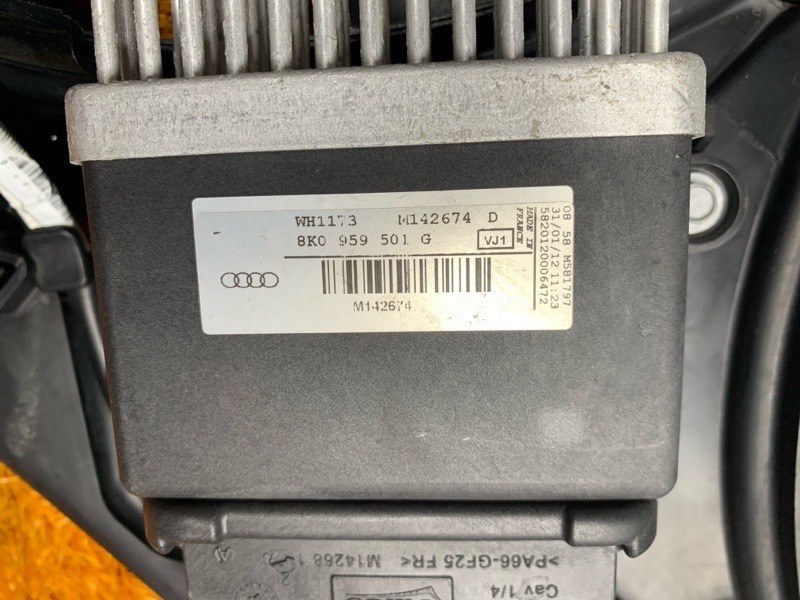 WH1173 M142674 D
8K0 959 501 G VJ1
M142674
MADE IN
FRANCE
08 58 M581797
31/01/12 11:23
5820120006472
>PA66-GF25 FR< M14268
Cav 1/4